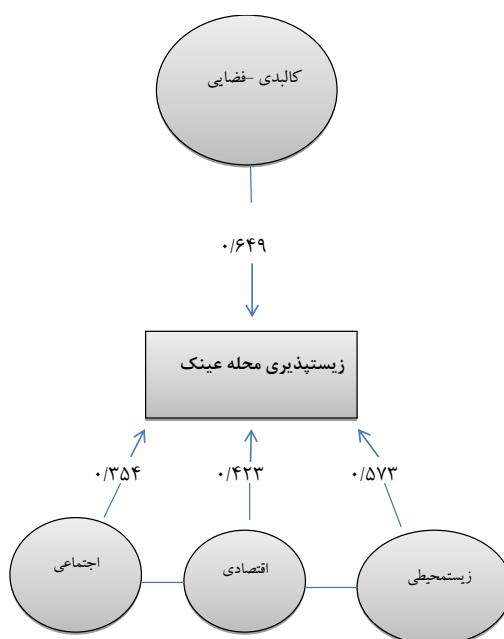 کالبدی –فضایی
۰/۶۴۹
زیستپذیری محله عینک
۰/۵۷۳
۰/۴۲۳
۰/۳۵۴
زیستمحیطی
اقتصادی
اجتماعی